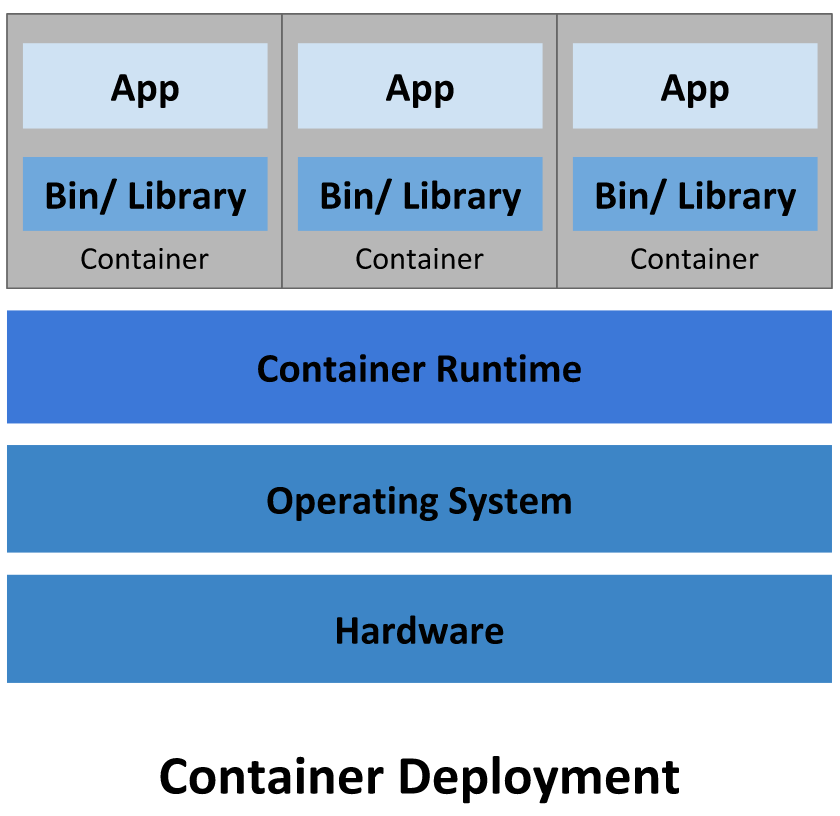 App
App
App
Bin/ Library
Bin/ Library
Bin/ Library
Container
Container
Container
Container Runtime
Operating System
Hardware
Container Deployment